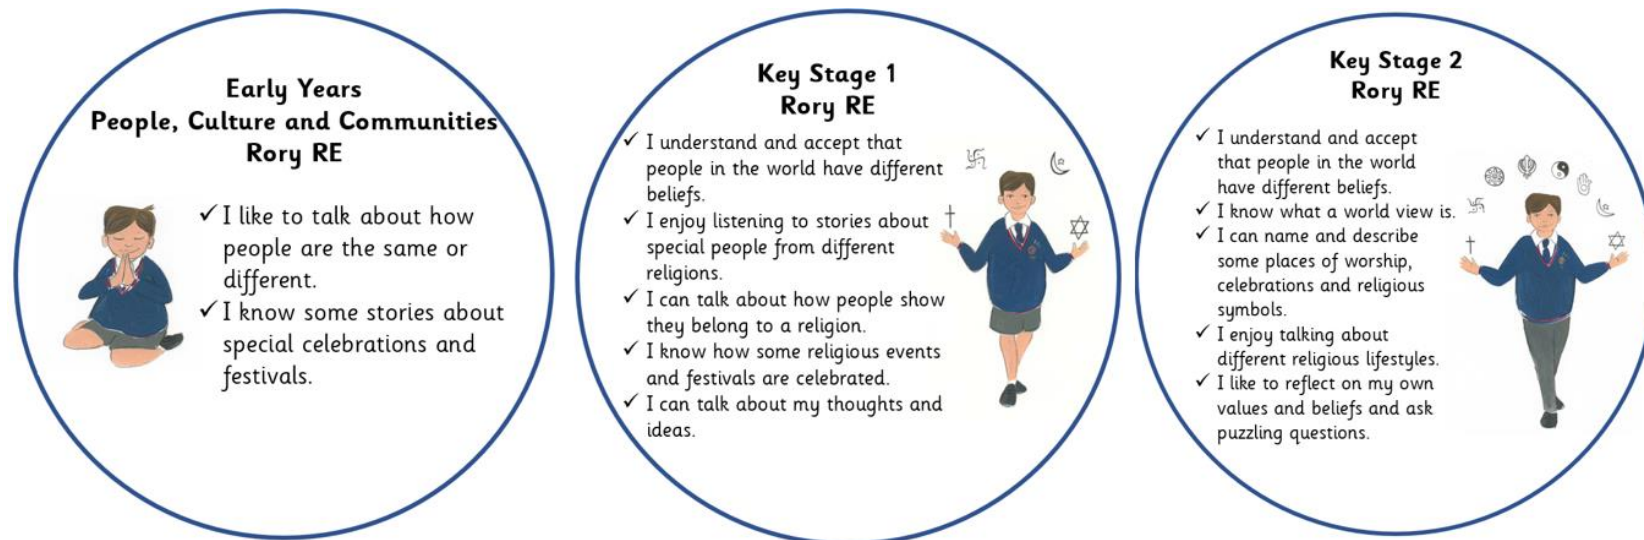 Early Years
People, Culture and Communities
Rory RE
✓ I like to talk about how
people are the same or
different.
✓ I know some stories about
special celebrations and
festivals.
Key Stage 1
Rory RE
✓ I understand and accept that
people in the world have different
beliefs.
✓ I enjoy listening to stories about
special people from different
religions.
✓ I can talk about how people show
they belong to a religion.
✓ I know how some religious events
and festivals are celebrated.
✓ I can talk about my thoughts and
ideas.
Key Stage 2
Rory RE
✓ I understand and accept
that people in the world
have different beliefs.
✓ I know what a world view is.
✓ I can name and describe
some places of worship,
celebrations and religious
symbols.
✓ I enjoy talking about
different religious lifestyles.
✓ I like to reflect on my own
values and beliefs and ask
puzzling questions.